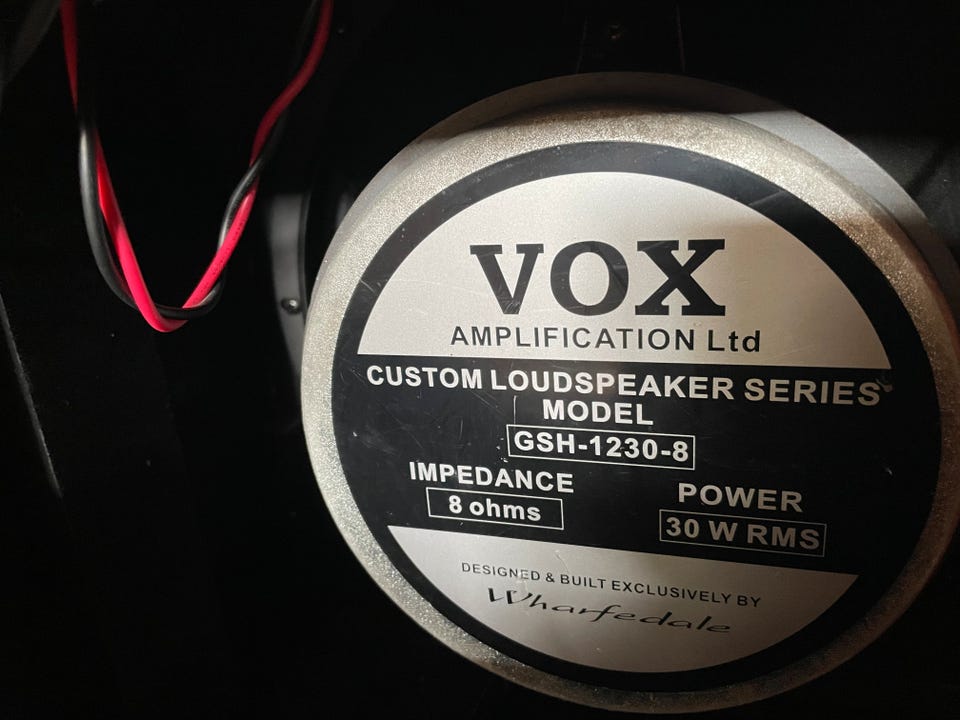 VOX
AMPLIFICATION Ltd
CUSTOM LOUDSPEAKER SERIES
MODEL
GSH-1230-8
IMPEDANCE
8 ohms
POWER
30 W RMS
DESIGNED & BUILT EXCLUSIVELY BY
Wharfedale